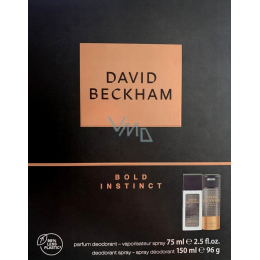 DAVID
BECKHAM
VMD
BOLD
INSTINCT
parfum deodorant – vaporisateur spray 75 ml e 2.5 fl.oz.
deodorant spray – spray déodorant 150 ml e 96 g